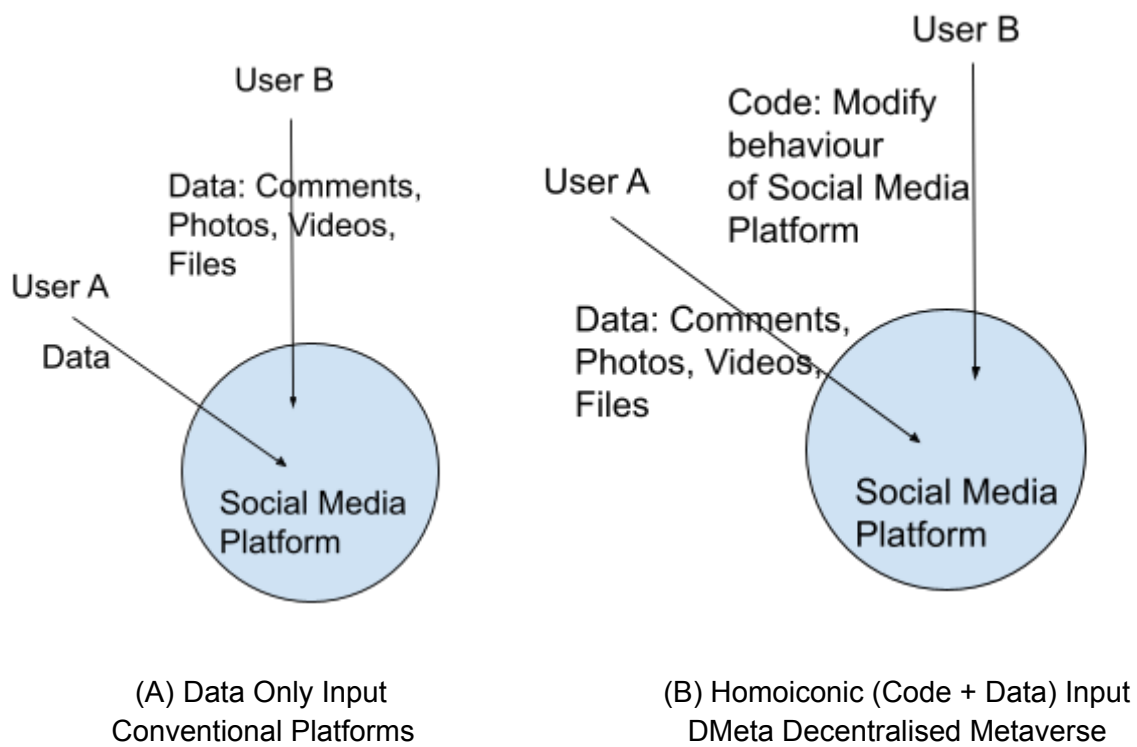 User B
Data: Comments,
Photos, Videos,
Files
User A
Data
Social Media
Platform
(A) Data Only Input
Conventional Platforms
User B
Code: Modify
behaviour
of Social Media
Platform
User A
Data: Comments,
Photos, Videos,
Files
Social Media
Platform
(B) Homoiconic (Code + Data) Input
DMeta Decentralised Metaverse